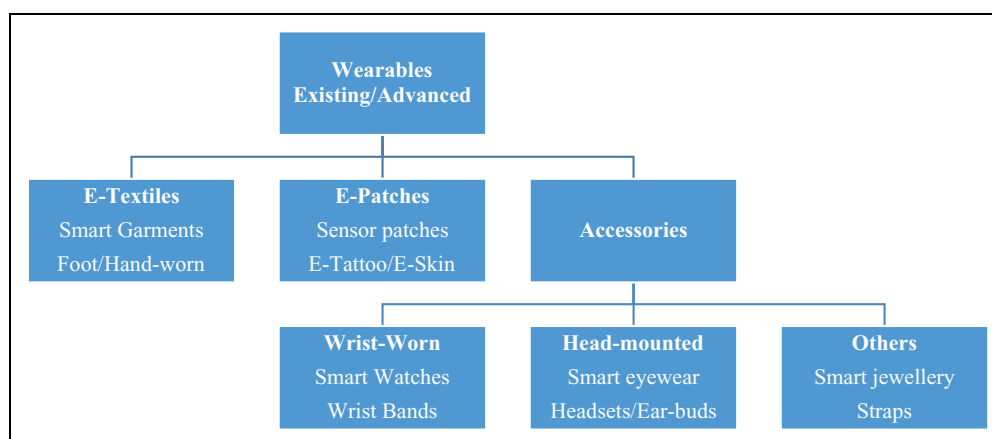 Wearables
Existing/Advanced
E-Textiles
Smart Garments
Foot/Hand-worn
E-Patches
Sensor patches
E-Tattoo/E-Skin
Accessories
Wrist-Worn
Smart Watches
Wrist Bands
Head-mounted
Smart eyewear
Headsets/Ear-buds
Others
Smart jewellery
Straps